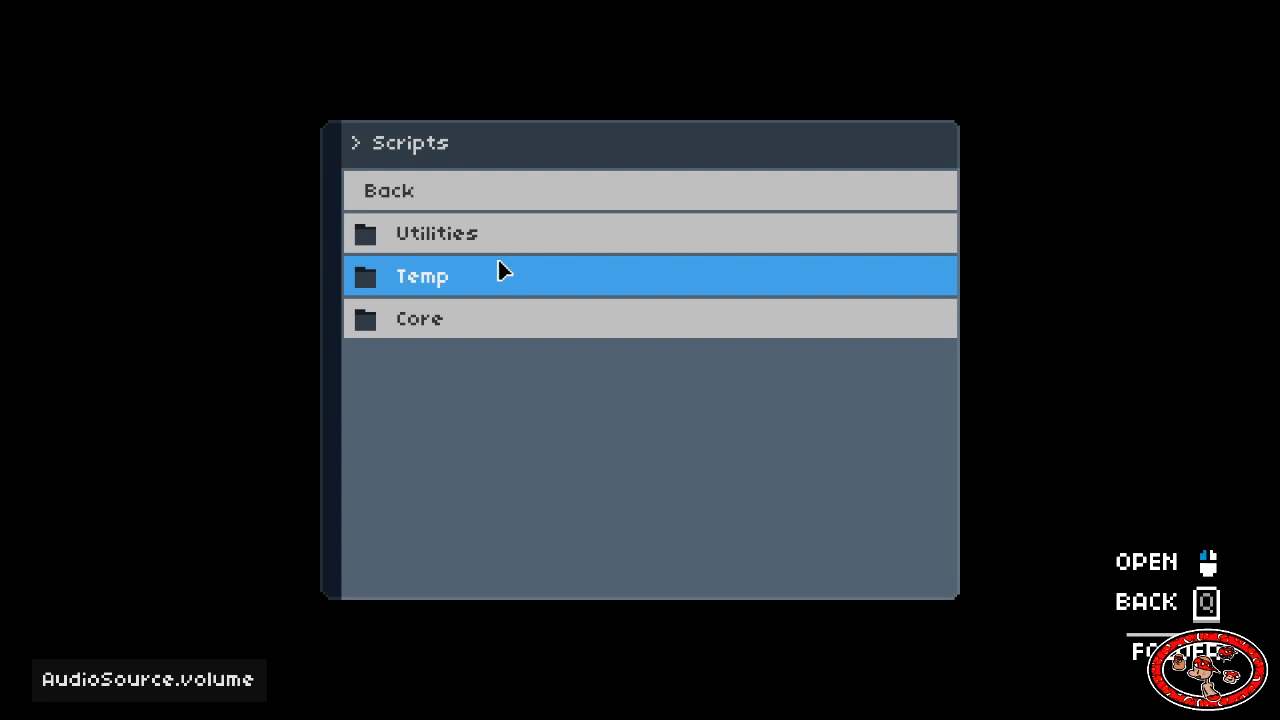 > Scripts
Back
Utilities
Temp
Core
OPEN
BACK Q
AudioSource.volume